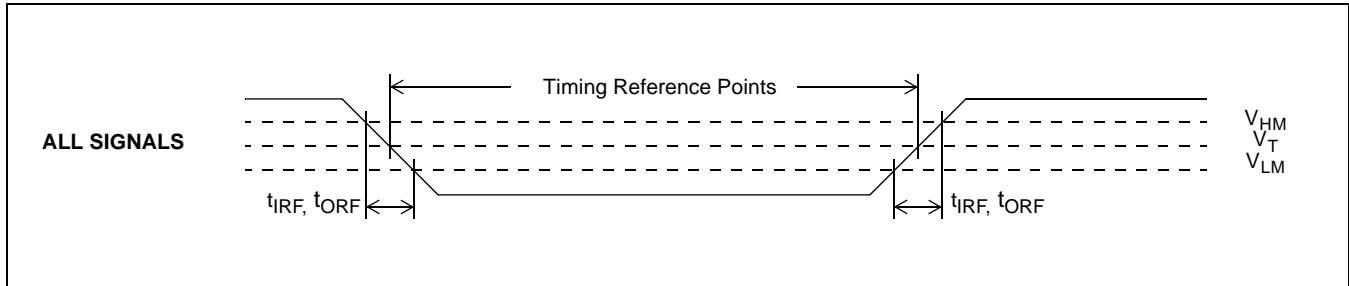 Timing Reference Points
ALL SIGNALS
V_HM
V_T
V_LM
t_IRF, t_ORF
t_IRF, t_ORF